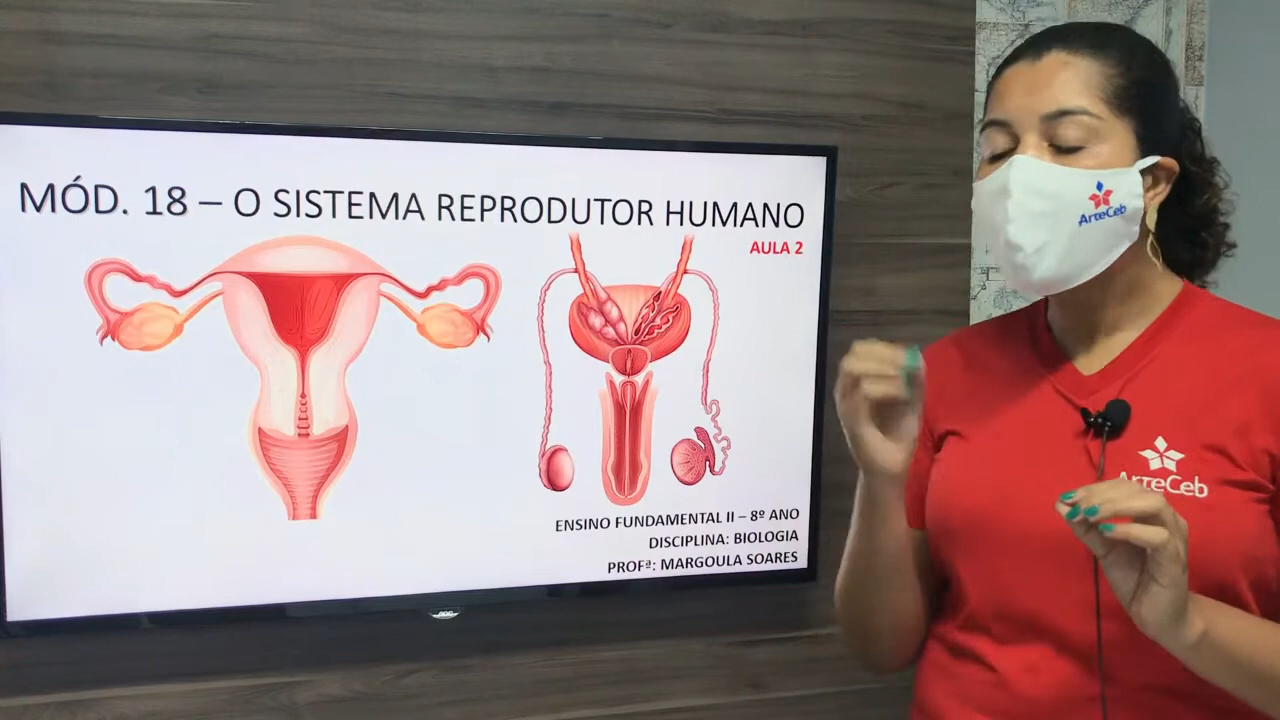 MÓD. 18 – O SISTEMA REPRODUTOR HUMANO
AULA 2
ENSINO FUNDAMENTAL II – 8º ANO
DISCIPLINA: BIOLOGIA
PROFª: MARGOULA SOARES
AOC
ArteCeb
ArteCeb